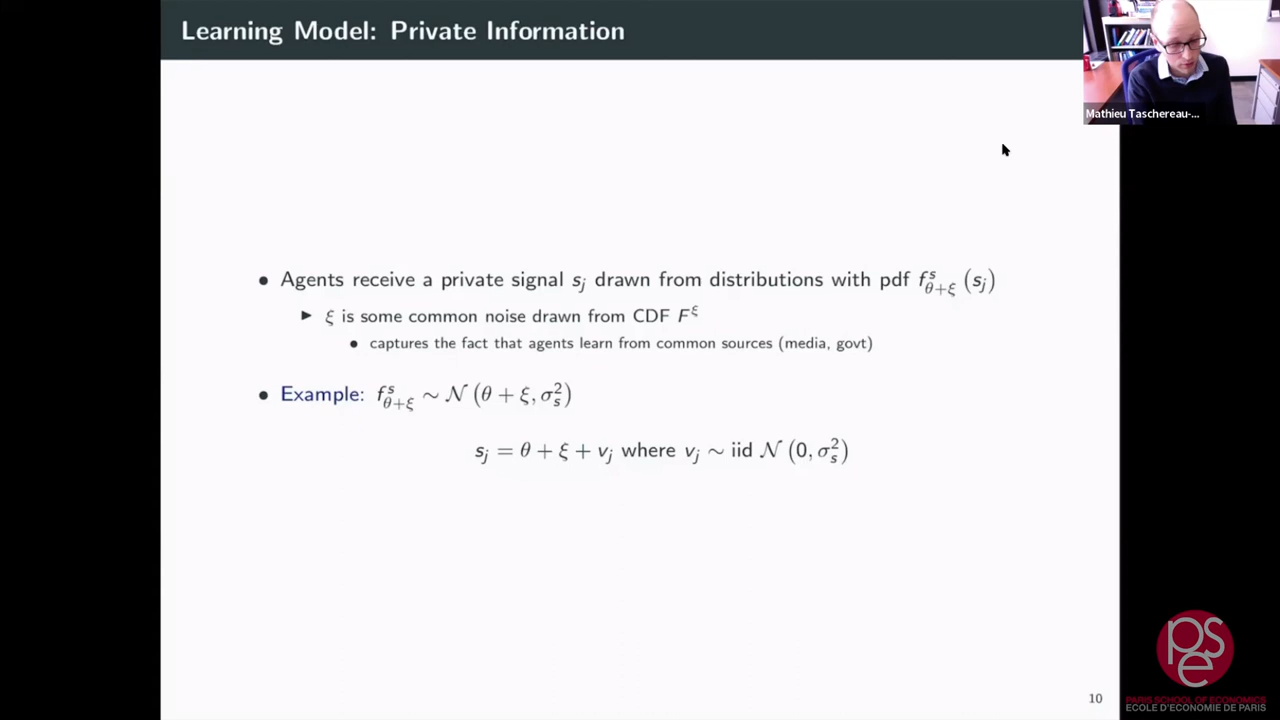 Learning Model: Private Information
Mathieu Taschereau-...
• Agents receive a private signal s_j drawn from distributions with pdf f^s_{θ+ξ} (s_j)
▶ ξ is some common noise drawn from CDF F^ξ
• captures the fact that agents learn from common sources (media, govt)
• Example: f^s_{θ+ξ} ∼ 𝒩 (θ + ξ, σ_s^2)
s_j = θ + ξ + v_j where v_j ∼ iid 𝒩 (0, σ_s^2)
10
pse
PARIS SCHOOL OF ECONOMICS
ECOLE D'ECONOMIE DE PARIS